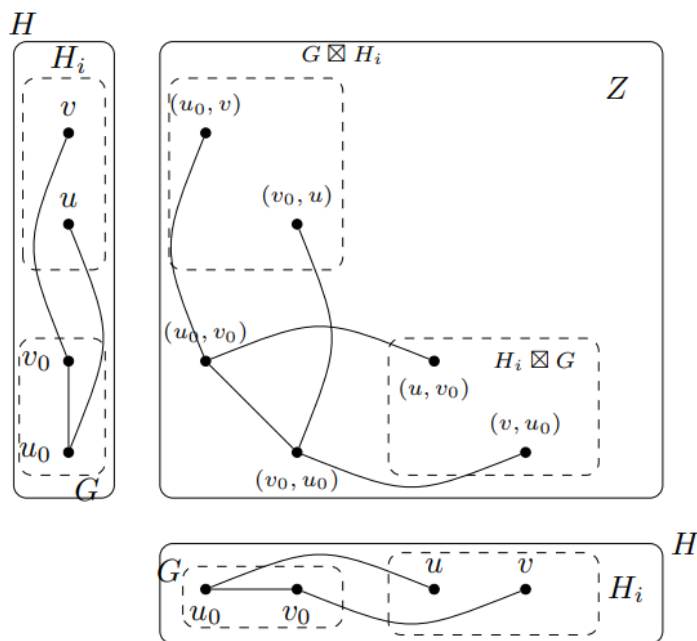 H
G ⊠ H_i
H_i
Z
v
(u_0, v)
u
(v_0, u)
(u_0, v_0)
v_0
H_i ⊠ G
(u, v_0)
(v, u_0)
u_0
(v_0, u_0)
G
H
G
u
v
H_i
u_0
v_0